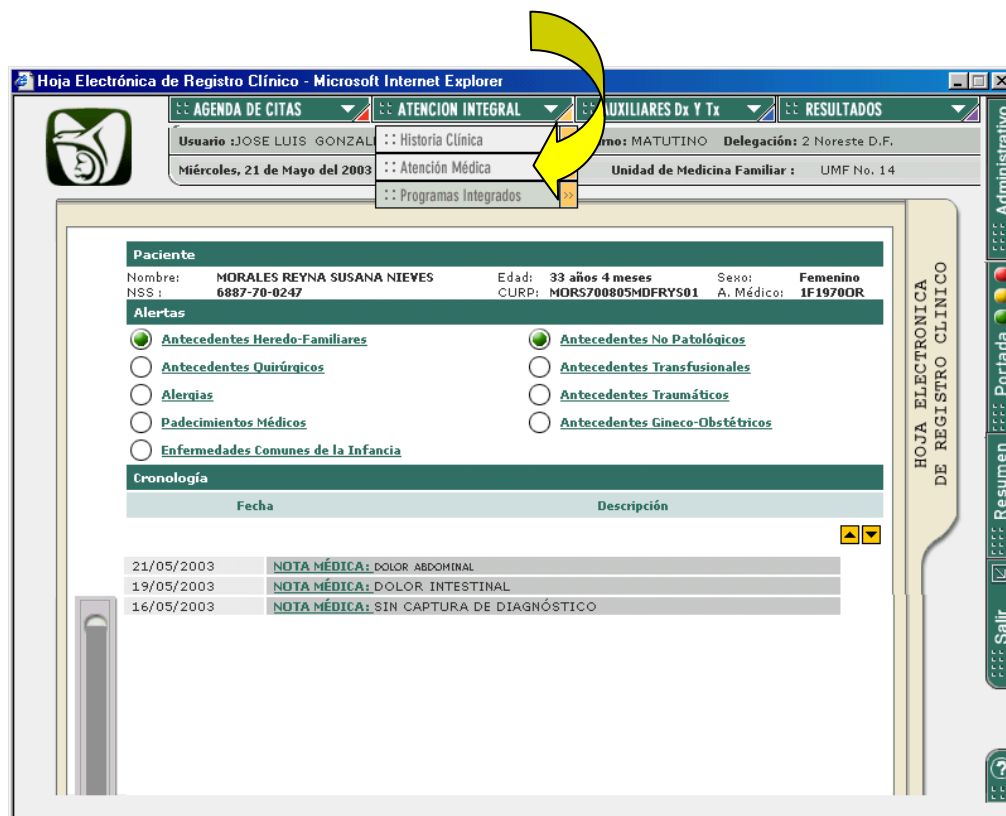 Hoja Electrónica de Registro Clínico - Microsoft Internet Explorer
:: AGENDA DE CITAS :: ATENCION INTEGRAL :: AUXILIARES Dx Y Tx :: RESULTADOS
Usuario :JOSE LUIS GONZAL rno: MATUTINO Delegación: 2 Noreste D.F.
Miércoles, 21 de Mayo del 2003 Unidad de Medicina Familiar : UMF No. 14
:: Historia Clínica
:: Atención Médica
:: Programas Integrados >>
Paciente
Nombre: MORALES REYNA SUSANA NIEVES Edad: 33 años 4 meses Sexo: Femenino
NSS : 6887-70-0247 CURP: MORS700805MDFRYS01 A. Médico: 1F1970OR
Alertas
Antecedentes Heredo-Familiares Antecedentes No Patológicos
Antecedentes Quirúrgicos Antecedentes Transfusionales
Alergias Antecedentes Traumáticos
Padecimientos Médicos Antecedentes Gineco-Obstétricos
Enfermedades Comunes de la Infancia
Cronología
Fecha Descripción
21/05/2003 NOTA MÉDICA: DOLOR ABDOMINAL
19/05/2003 NOTA MÉDICA: DOLOR INTESTINAL
16/05/2003 NOTA MÉDICA: SIN CAPTURA DE DIAGNÓSTICO
HOJA ELECTRONICA
DE REGISTRO CLINICO
Administrativo
Portada
Resumen
Salir
?